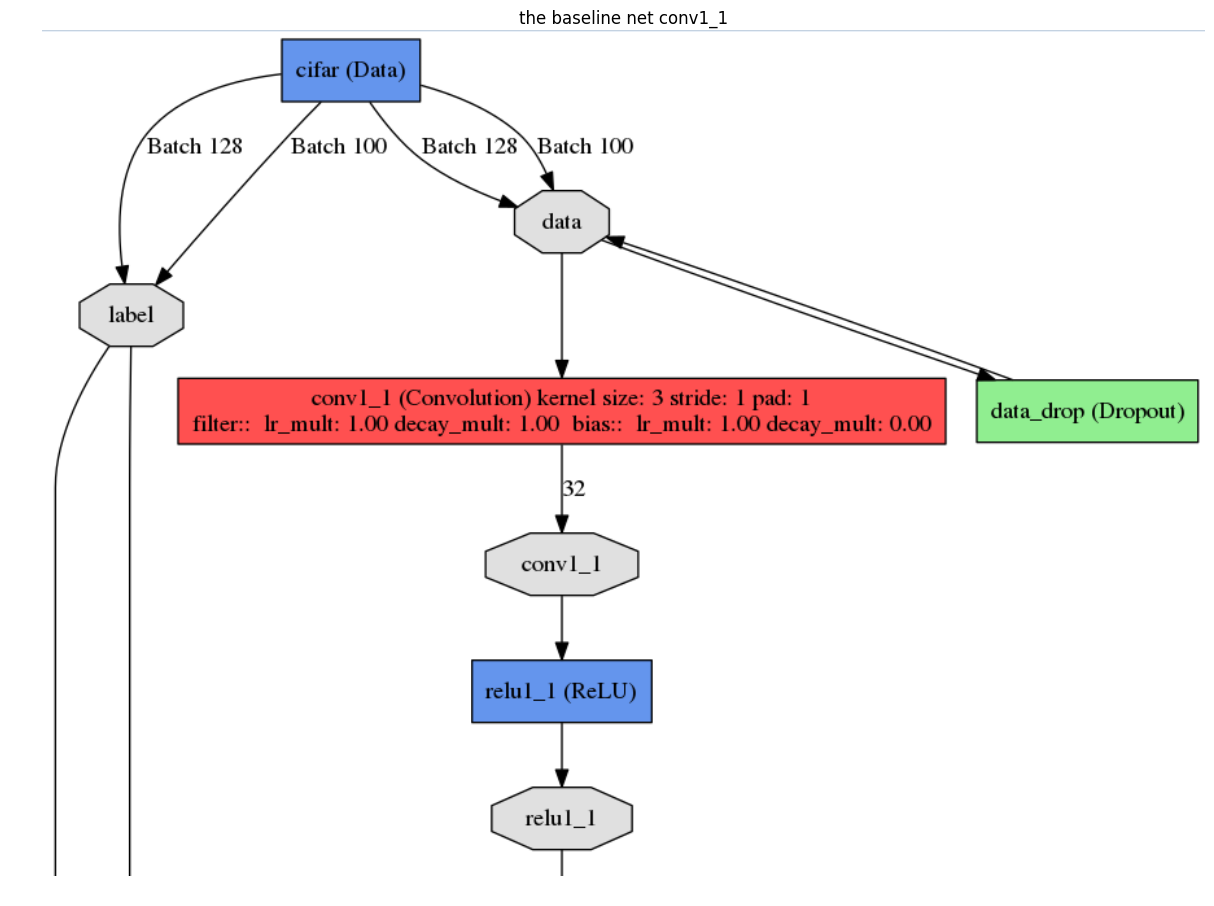 the baseline net conv1_1
cifar (Data)
Batch 128
Batch 100
Batch 128
Batch 100
data
label
conv1_1 (Convolution) kernel size: 3 stride: 1 pad: 1
filter::  lr_mult: 1.00 decay_mult: 1.00  bias::  lr_mult: 1.00 decay_mult: 0.00
data_drop (Dropout)
32
conv1_1
relu1_1 (ReLU)
relu1_1